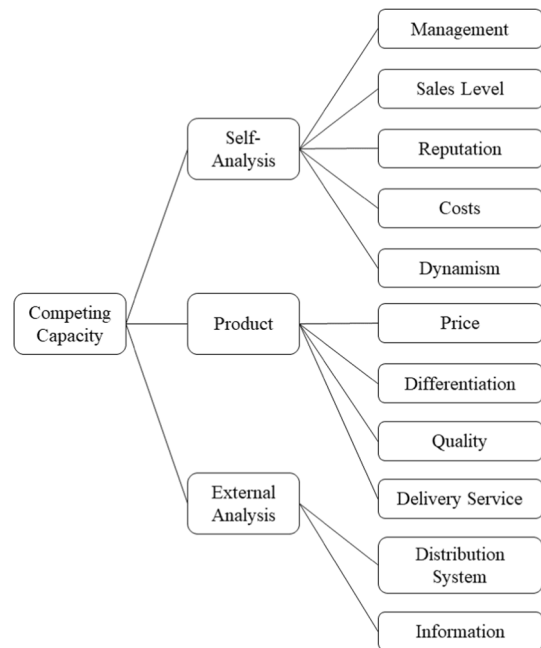 Management
Sales Level
Self-
Analysis
Reputation
Costs
Dynamism
Competing
Capacity
Product
Price
Differentiation
Quality
External
Analysis
Delivery Service
Distribution
System
Information